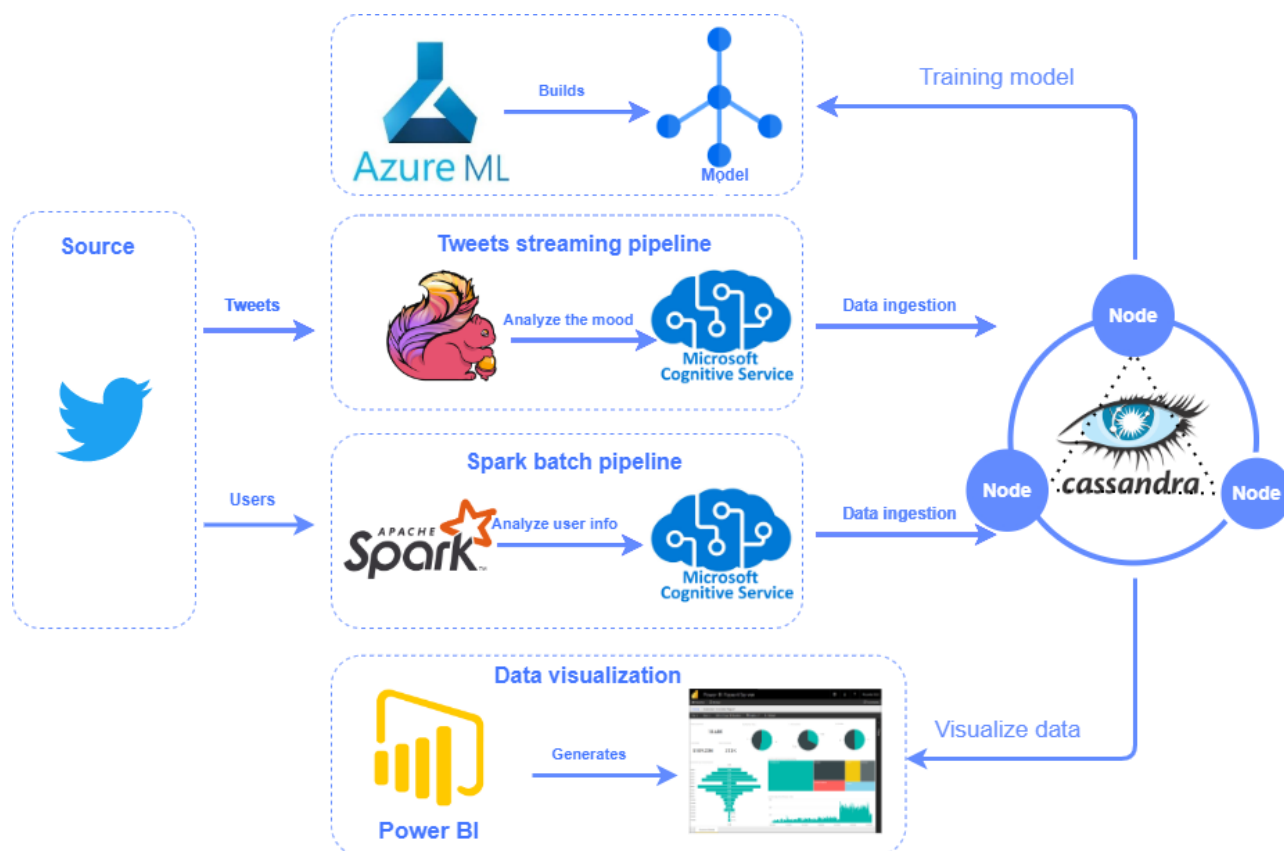 Training model
Builds
Azure ML
Model
Source
Tweets streaming pipeline
Tweets
Analyze the mood
Microsoft
Cognitive Service
Data ingestion
Node
Node
Node
cassandra
Spark batch pipeline
Users
APACHE
Spark
Analyze user info
Microsoft
Cognitive Service
Data ingestion
Data visualization
Generates
Power BI
Visualize data